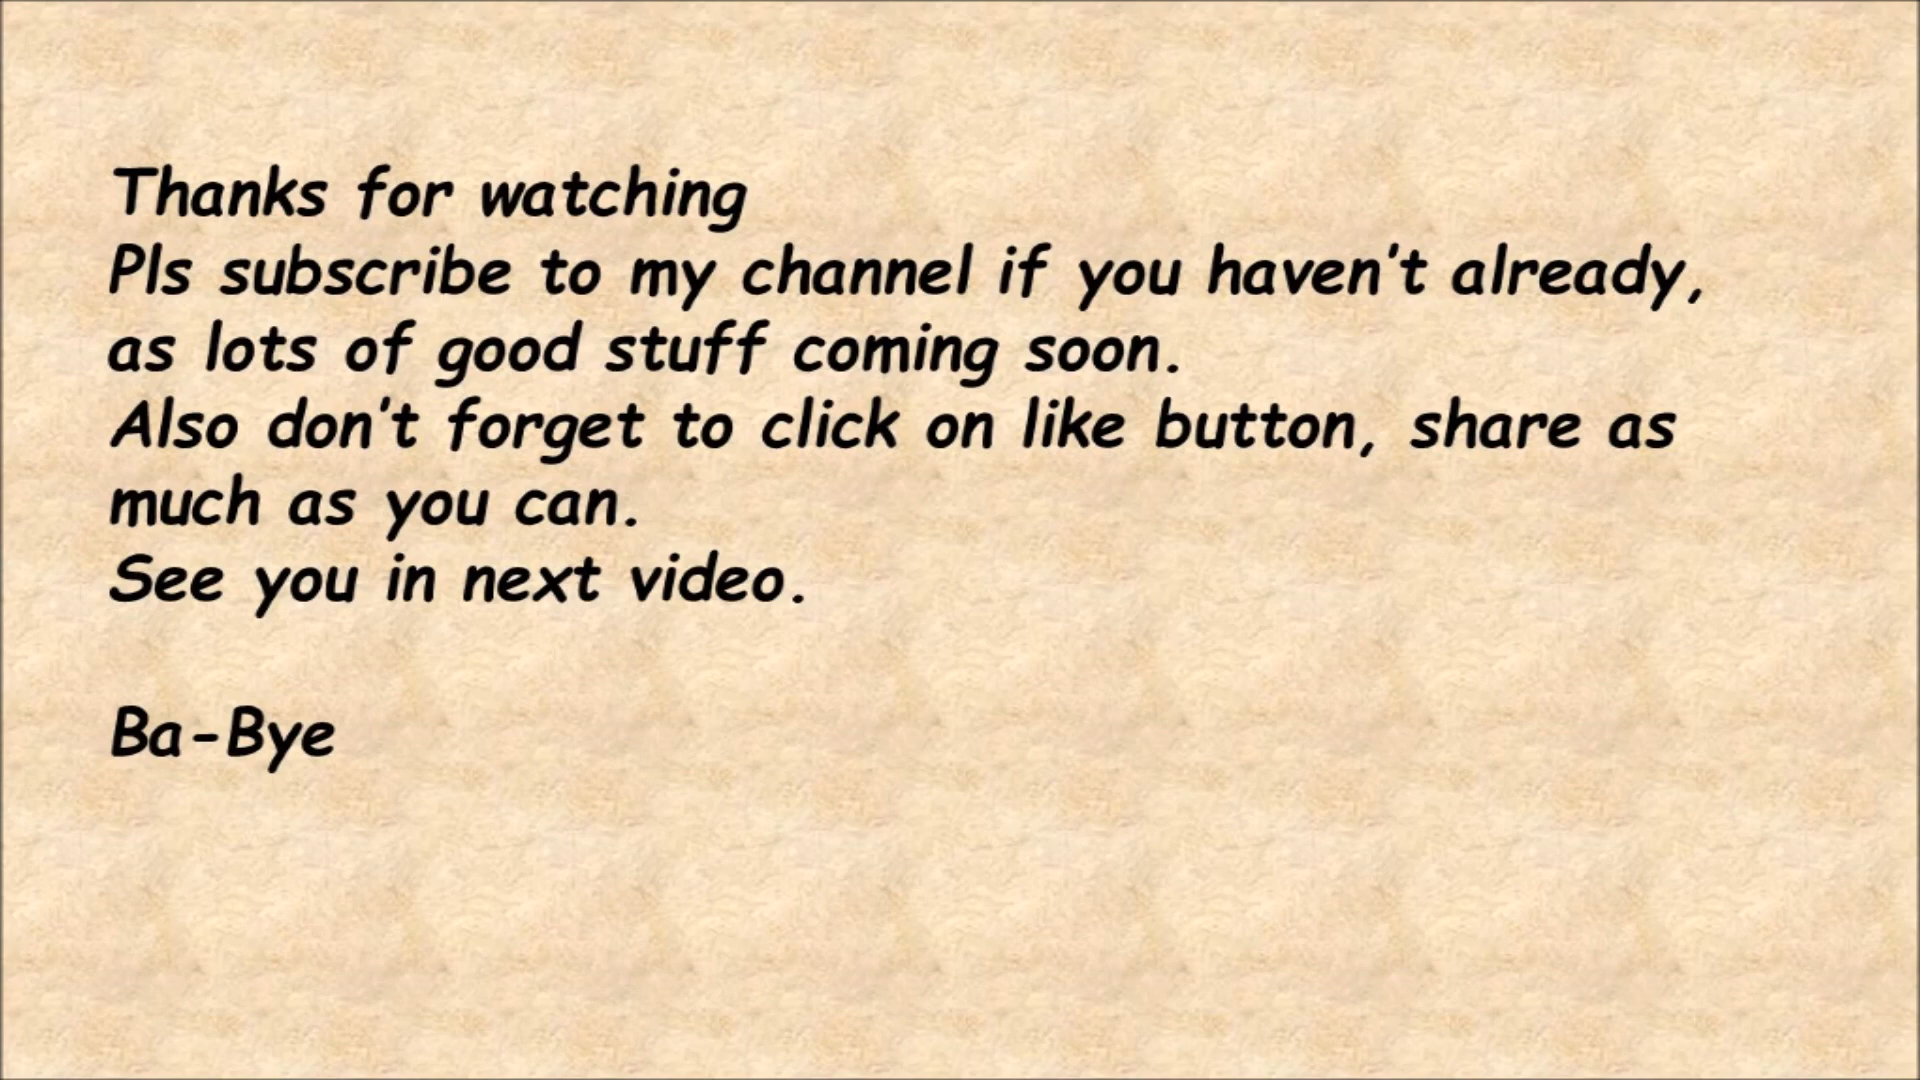 Thanks for watching
Pls subscribe to my channel if you haven't already,
as lots of good stuff coming soon.
Also don't forget to click on like button, share as
much as you can.
See you in next video.
Ba-Bye